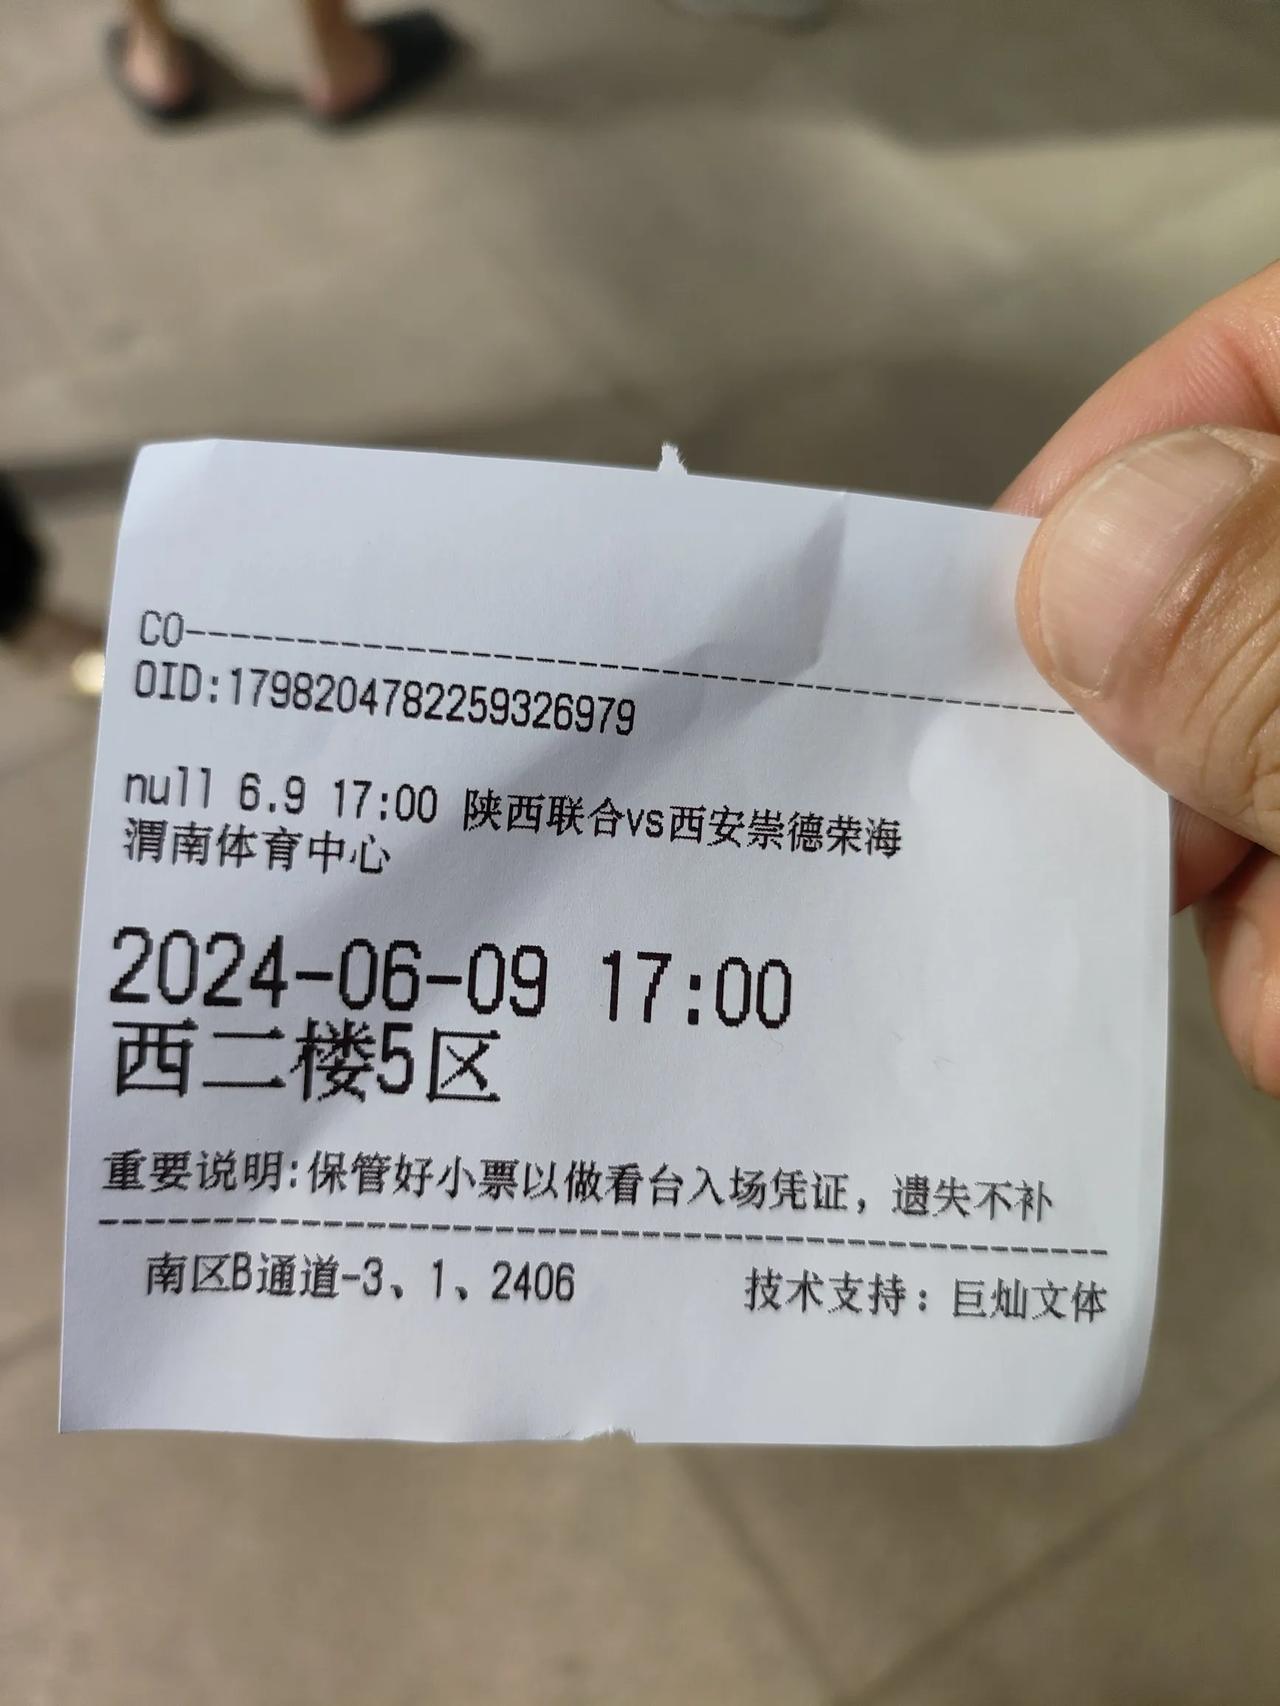 CO--------------------------------------------
OID:1798204782259326979
null 6.9 17:00 陕西联合vs西安崇德荣海
渭南体育中心
2024-06-09 17:00
西二楼5区
重要说明:保管好小票以做看台入场凭证，遗失不补
--------------------------------------------------
南区B通道-3、1、2406 技术支持：巨灿文体